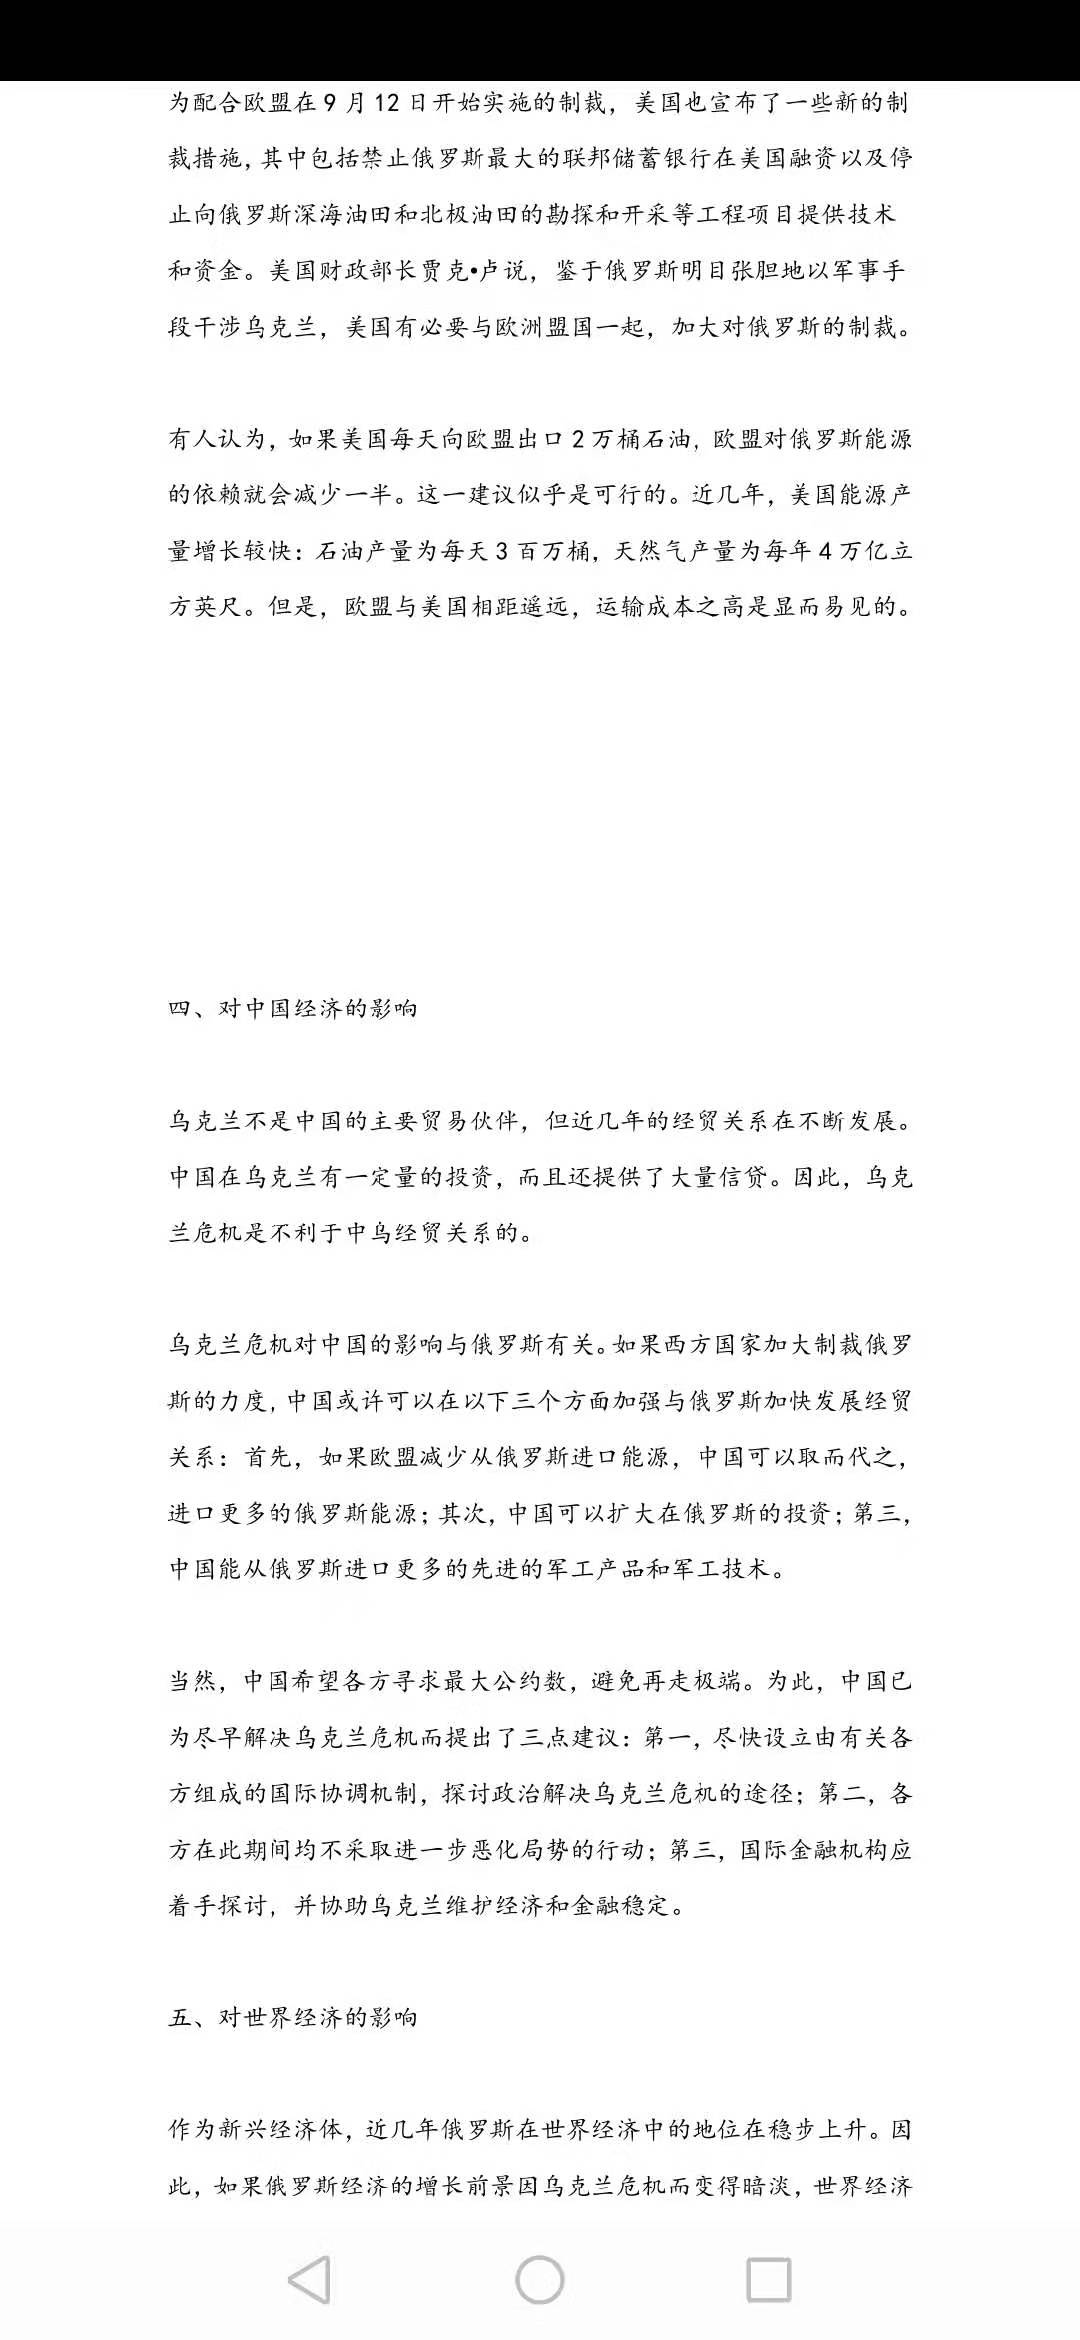 为配合欧盟在9月12日开始实施的制裁，美国也宣布了一些新的制
裁措施，其中包括禁止俄罗斯最大的联邦储蓄银行在美国融资以及停
止向俄罗斯深海油田和北极油田的勘探和开采等工程项目提供技术
和资金。美国财政部长贾克•卢说，鉴于俄罗斯明目张胆地以军事手
段干涉乌克兰，美国有必要与欧洲盟国一起，加大对俄罗斯的制裁。
有人认为，如果美国每天向欧盟出口2万桶石油，欧盟对俄罗斯能源
的依赖就会减少一半。这一建议似乎是可行的。近几年，美国能源产
量增长较快：石油产量为每天3百万桶，天然气产量为每年4万亿立
方英尺。但是，欧盟与美国相距遥远，运输成本之高是显而易见的。
四、对中国经济的影响
乌克兰不是中国的主要贸易伙伴，但近几年的经贸关系在不断发展。
中国在乌克兰有一定量的投资，而且还提供了大量信贷。因此，乌克
兰危机是不利于中乌经贸关系的。
乌克兰危机对中国的影响与俄罗斯有关。如果西方国家加大制裁俄罗
斯的力度，中国或许可以在以下三个方面加强与俄罗斯加快发展经贸
关系：首先，如果欧盟减少从俄罗斯进口能源，中国可以取而代之，
进口更多的俄罗斯能源；其次，中国可以扩大在俄罗斯的投资；第三，
中国能从俄罗斯进口更多的先进的军工产品和军工技术。
当然，中国希望各方寻求最大公约数，避免再走极端。为此，中国已
为尽早解决乌克兰危机而提出了三点建议：第一，尽快设立由有关各
方组成的国际协调机制，探讨政治解决乌克兰危机的途径；第二，各
方在此期间均不采取进一步恶化局势的行动；第三，国际金融机构应
着手探讨，并协助乌克兰维护经济和金融稳定。
五、对世界经济的影响
作为新兴经济体，近几年俄罗斯在世界经济中的地位在稳步上升。因
此，如果俄罗斯经济的增长前景因乌克兰危机而变得暗淡，世界经济